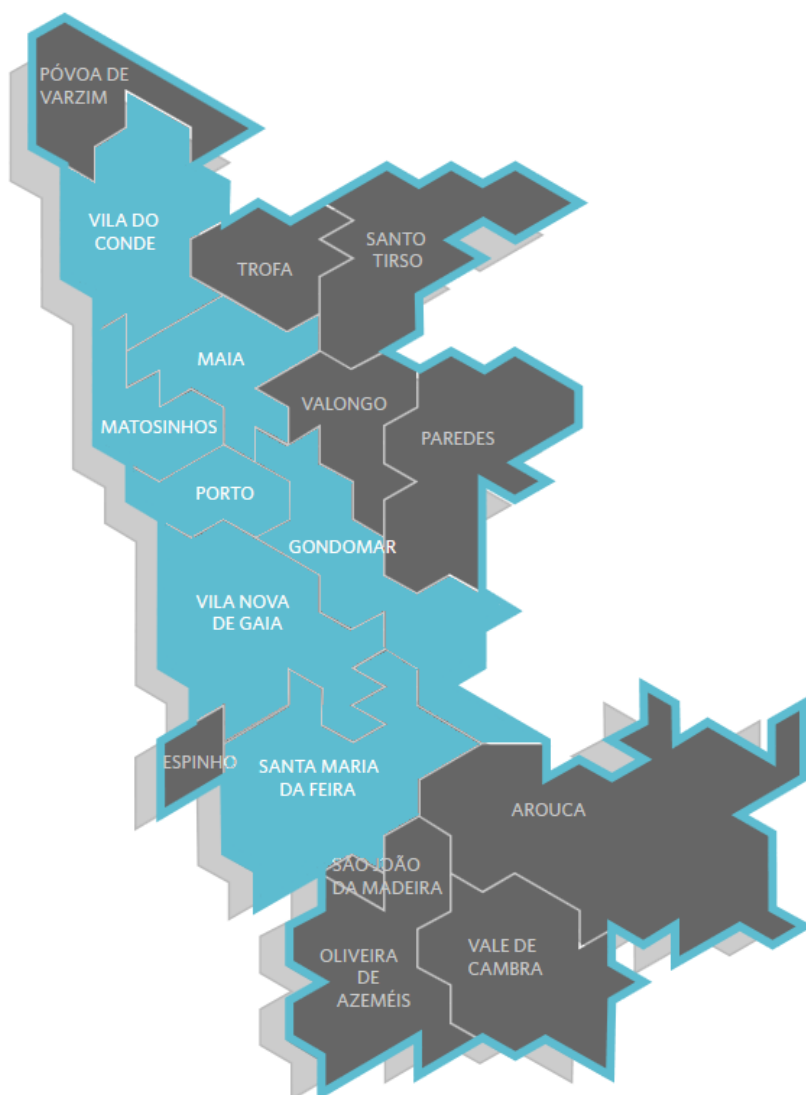 PÓVOA DE
VARZIM
VILA DO
CONDE
SANTO
TIRSO
TROFA
MAIA
VALONGO
MATOSINHOS
PAREDES
PORTO
GONDOMAR
VILA NOVA
DE GAIA
ESPINHO
SANTA MARIA
DA FEIRA
AROUCA
SÃO JOÃO
DA MADEIRA
OLIVEIRA
DE
AZEMÉIS
VALE DE
CAMBRA